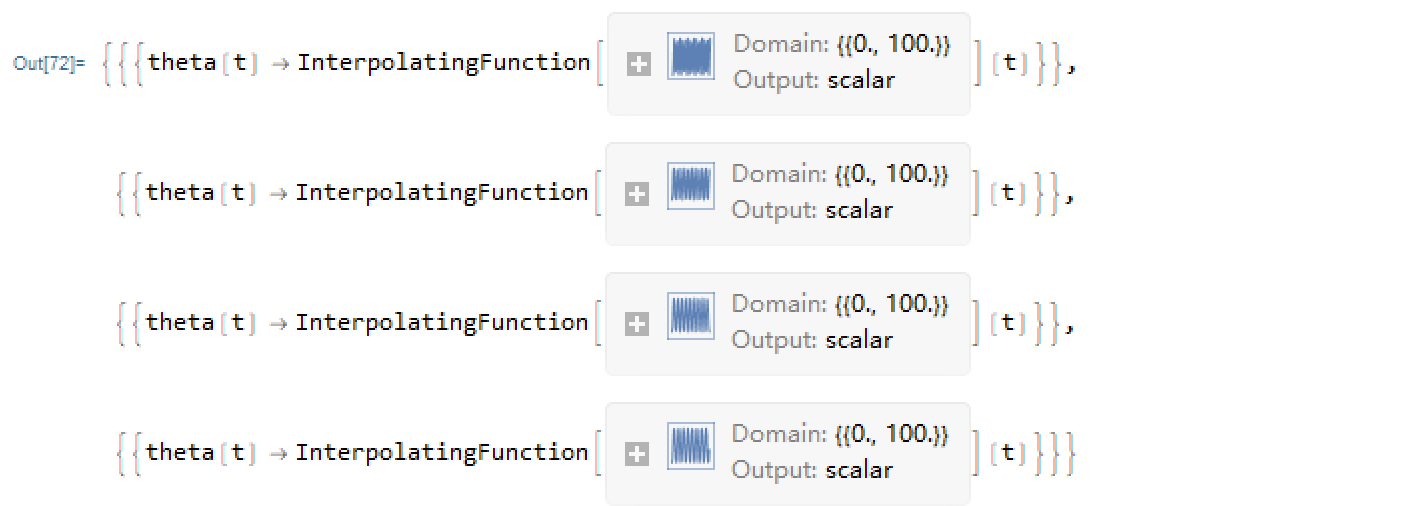 Out[72]= {{{theta[t] → InterpolatingFunction[ Domain: {{0., 100.}}
Output: scalar ][t]}},
{{theta[t] → InterpolatingFunction[ Domain: {{0., 100.}}
Output: scalar ][t]}},
{{theta[t] → InterpolatingFunction[ Domain: {{0., 100.}}
Output: scalar ][t]}},
{{theta[t] → InterpolatingFunction[ Domain: {{0., 100.}}
Output: scalar ][t]}}}